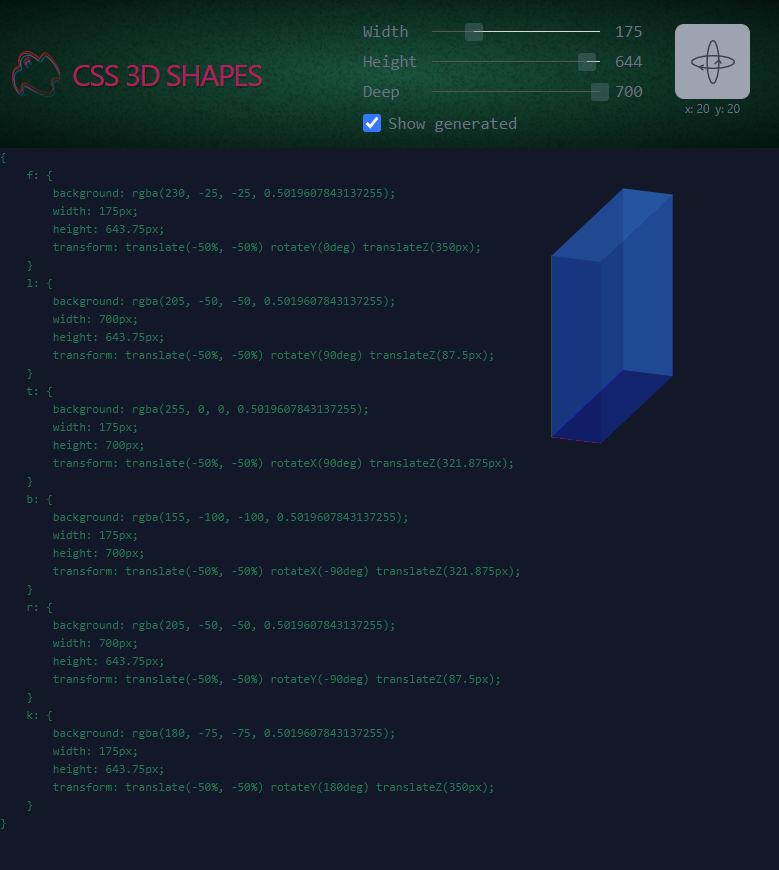 CSS 3D SHAPES
Width 175
Height 644
Deep 700
Show generated
x: 20 y: 20
{
f: {
background: rgba(230, -25, -25, 0.5019607843137255);
width: 175px;
height: 643.75px;
transform: translate(-50%, -50%) rotateY(0deg) translateZ(350px);
}
l: {
background: rgba(205, -50, -50, 0.5019607843137255);
width: 700px;
height: 643.75px;
transform: translate(-50%, -50%) rotateY(90deg) translateZ(87.5px);
}
t: {
background: rgba(255, 0, 0, 0.5019607843137255);
width: 175px;
height: 700px;
transform: translate(-50%, -50%) rotateX(90deg) translateZ(321.875px);
}
b: {
background: rgba(155, -100, -100, 0.5019607843137255);
width: 175px;
height: 700px;
transform: translate(-50%, -50%) rotateX(-90deg) translateZ(321.875px);
}
r: {
background: rgba(205, -50, -50, 0.5019607843137255);
width: 700px;
height: 643.75px;
transform: translate(-50%, -50%) rotateY(-90deg) translateZ(87.5px);
}
k: {
background: rgba(180, -75, -75, 0.5019607843137255);
width: 175px;
height: 643.75px;
transform: translate(-50%, -50%) rotateY(180deg) translateZ(350px);
}
}